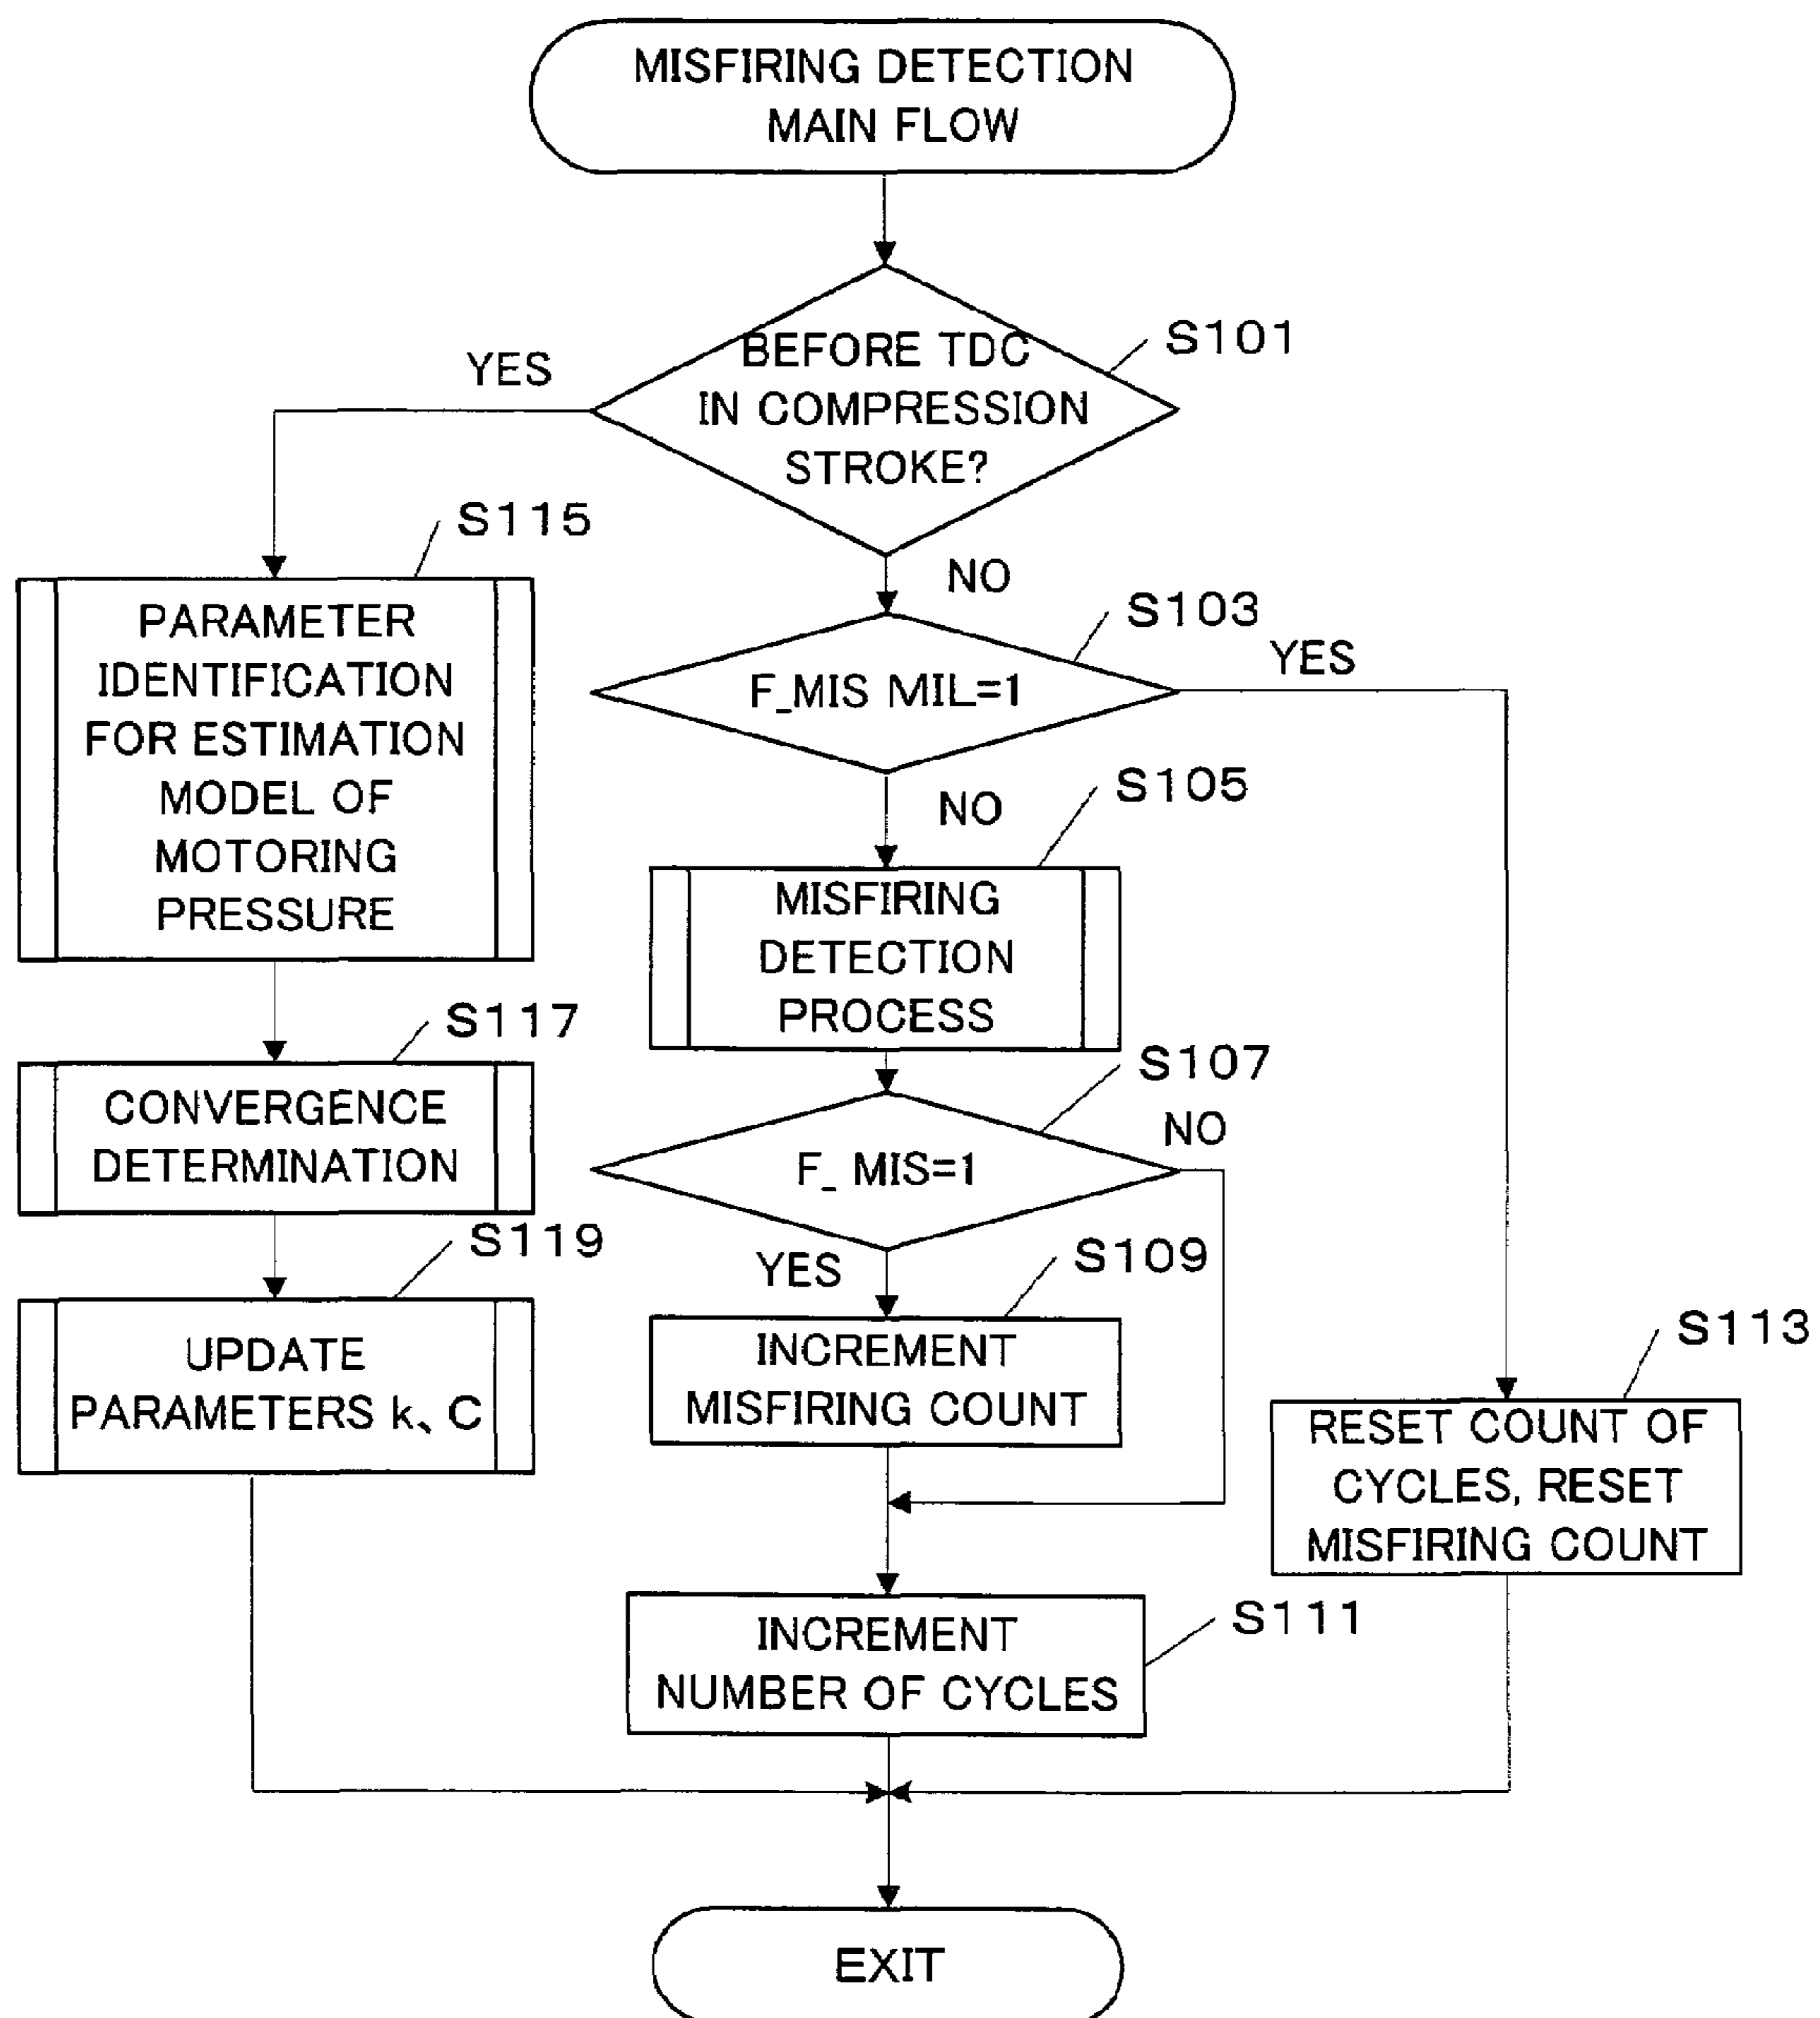 MISFIRING DETECTION
MAIN FLOW
BEFORE TDC
IN COMPRESSION
STROKE?
S101
YES
NO
S115
PARAMETER
IDENTIFICATION
FOR ESTIMATION
MODEL OF
MOTORING
PRESSURE
S103
F_MIS MIL=1
YES
NO
S105
MISFIRING
DETECTION
PROCESS
S117
CONVERGENCE
DETERMINATION
S107
F_ MIS=1
NO
YES
S119
UPDATE
PARAMETERS k、C
S109
INCREMENT
MISFIRING COUNT
S113
RESET COUNT OF
CYCLES, RESET
MISFIRING COUNT
S111
INCREMENT
NUMBER OF CYCLES
EXIT